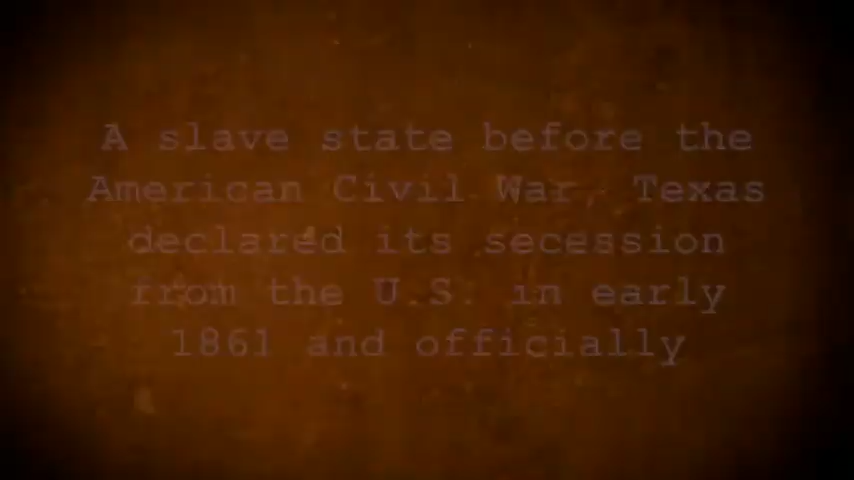 A slave state before the
American Civil War, Texas
declared its secession
from the U.S. in early
1861 and officially